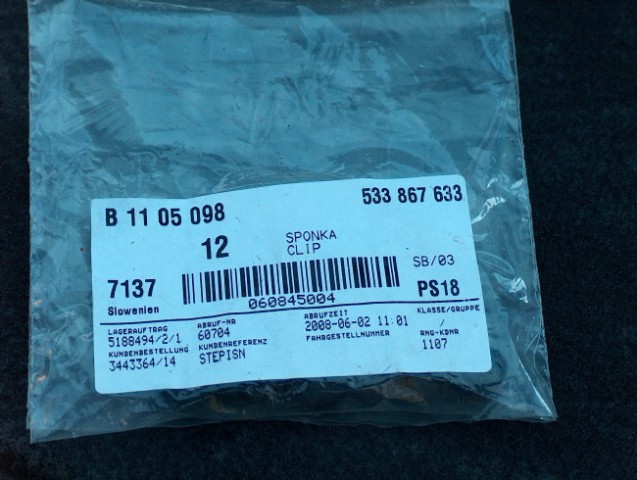 B 11 05 098 533 867 633
12 SPONKA
CLIP
SB/03
7137 PS18
Slowenien 060845004
LAGERAUFTRAG ABRUF-NR ABRUFZEIT KLASSE/GRUPPE
5188494/2/1 60704 2008-06-02 11:01 /
KUNDENBESTELLUNG KUNDENREFERENZ FAHRGESTELLNUMMER RNG-KDNR
3443364/14 STEPISN 1107